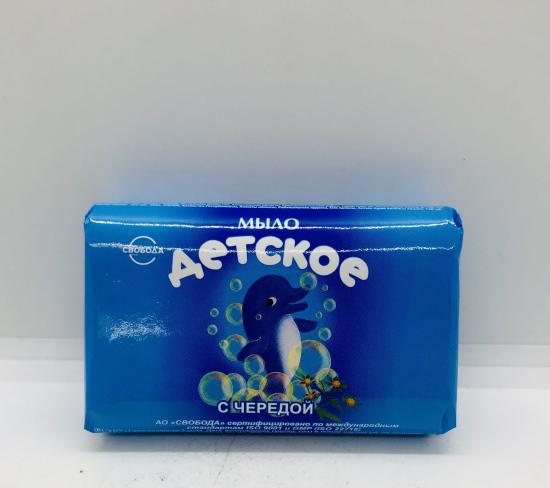 МЫЛО
СВОБОДА
детское
С ЧЕРЕДОЙ
АО «СВОБОДА» сертифицировано по международным
стандартам ISO 9001 и GMP (ISO 22716)